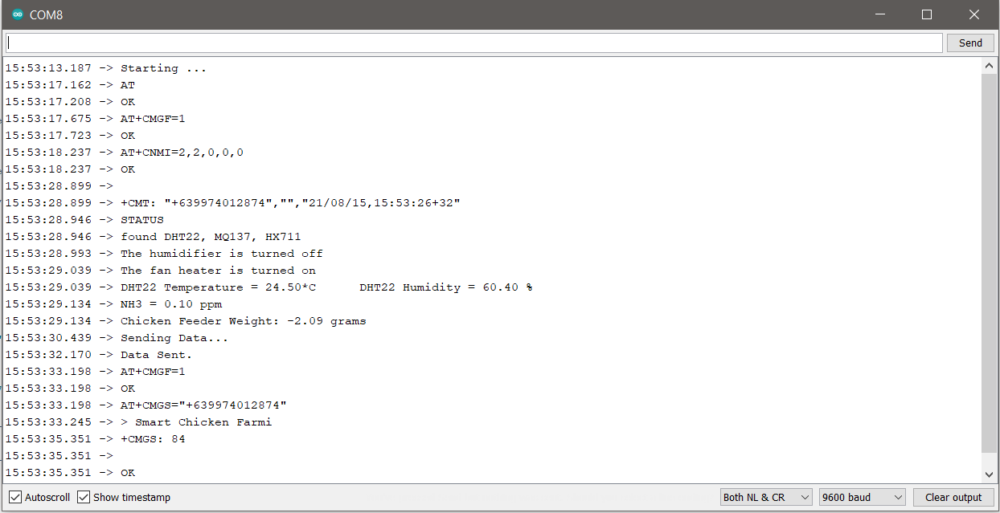 COM8
Send
15:53:13.187 -> Starting ...
15:53:17.162 -> AT
15:53:17.208 -> OK
15:53:17.675 -> AT+CMGF=1
15:53:17.723 -> OK
15:53:18.237 -> AT+CNMI=2,2,0,0,0
15:53:18.237 -> OK
15:53:28.899 ->
15:53:28.899 -> +CMT: "+639974012874","","21/08/15,15:53:26+32"
15:53:28.946 -> STATUS
15:53:28.946 -> found DHT22, MQ137, HX711
15:53:28.993 -> The humidifier is turned off
15:53:29.039 -> The fan heater is turned on
15:53:29.039 -> DHT22 Temperature = 24.50*C      DHT22 Humidity = 60.40 %
15:53:29.134 -> NH3 = 0.10 ppm
15:53:29.134 -> Chicken Feeder Weight: -2.09 grams
15:53:30.439 -> Sending Data...
15:53:32.170 -> Data Sent.
15:53:33.198 -> AT+CMGF=1
15:53:33.198 -> OK
15:53:33.198 -> AT+CMGS="+639974012874"
15:53:33.245 -> > Smart Chicken Farmi
15:53:35.351 -> +CMGS: 84
15:53:35.351 ->
15:53:35.351 -> OK
Autoscroll Show timestamp Both NL & CR 9600 baud Clear output